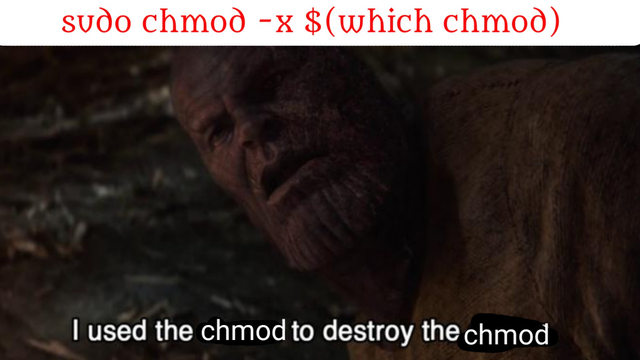 sudo chmod -x $(which chmod)
I used the chmod to destroy the chmod